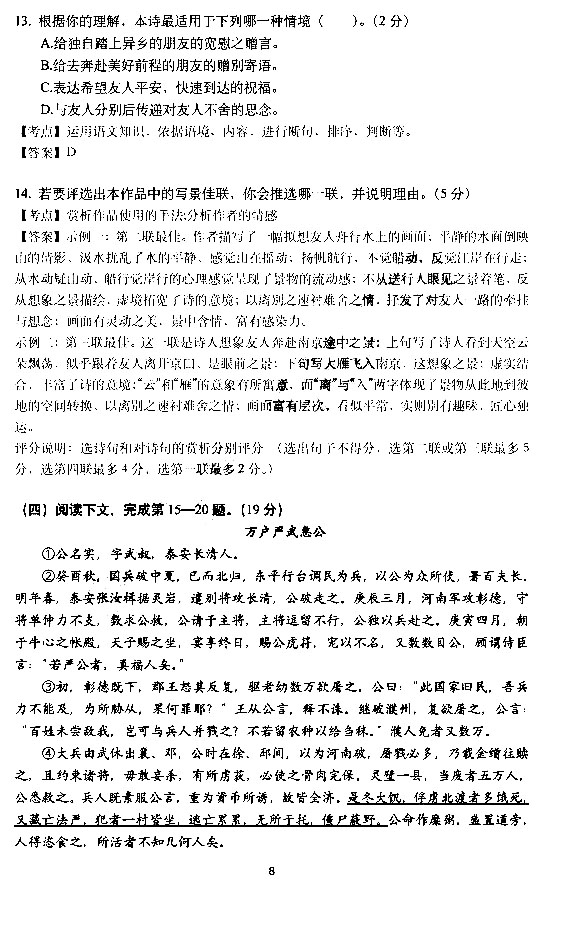 13. 根据你的理解，本诗最适用于下列哪一种情境（　　）。（2 分）
A.给独自踏上异乡的朋友的宽慰之赠言。
B.给去奔赴美好前程的朋友的赠别寄语。
C.表达希望友人平安，快速到达的祝福。
D.与友人分别后传递对友人不舍的思念。
【考点】运用语文知识，依据语境、内容，进行断句、排序、判断等。
【答案】D
14. 若要评选出本作品中的写景佳联，你会推选哪一联，并说明理由。（5 分）
【考点】赏析作品使用的手法;分析作者的情感
【答案】示例一：第二联最佳。作者描写了一幅拟想友人舟行水上的画面：平静的水面倒映
山的倩影，汲水扰乱了水的平静，感觉山在摇动；扬帆航行，不觉船动，反觉江岸在行走；
从水动疑山动、船行觉岸行的心理感觉呈现了景物的流动感；不从送行人眼见之景着笔，反
从想象之景描绘，虚境拓宽了诗的意境；以离别之速衬难舍之情，抒发了对友人一路的牵挂
与想念；画面有灵动之美，景中含情，富有感染力。
示例二：第三联最佳。这一联是诗人想象友人奔赴南京途中之景；上句写了诗人看到天空云
朵飘荡，似乎跟着友人离开京口，是眼前之景；下句写大雁飞入南京，这想象之景；虚实结
合，丰富了诗的意境；“云”和“雁”的意象有所寓意，而“离”与“入”两字体现了景物从此地到彼
地的空间转换，以离别之速衬难舍之情；画面富有层次，看似平常，实则别有趣味，匠心独
运。
评分说明：选诗句和对诗句的赏析分别评分（选出句子不得分，选第二联或第三联最多 5
分，选第四联最多 4 分，选第一联最多 2 分。）
（四）阅读下文，完成第 15—20 题。（19 分）
万户严武惠公
①公名实，字武叔，泰安长清人。
②癸酉秋，国兵破中夏，已而北归，东平行台调民为兵，以公为众所伏，署百夫长。
明年春，泰安张汝楫据灵岩，遣别将攻长清，公破走之。庚辰三月，河南军攻彰德，守
将单仲力不支，数求公救，公请于主将，主将逗留不行，公独以兵赴之。庚寅四月，朝
于牛心之帐殿，天子赐之坐，宴享终日，赐公虎符，宠以不名，又数数目公，顾谓侍臣
言：“若严公者，真福人矣。”
③初，彰德既下，郡王怒其反复，驱老幼数万欲屠之。公曰：“此国家旧民，吾兵
力不能及，为所胁从，果何罪耶？”王从公言，释不诛。继破濮州，复欲屠之，公言：
“百姓未尝敌我，岂可与兵人并戮之？不若留农种以给刍秣。”濮人免者又数万。
④大兵由武休出襄、邓，公时在徐、邳间，以为河南破，屠戮必多，乃载金缯往赎
之，且约束诸将，毋敢妄杀，有所虏获，必使之骨肉完保。灵璧一县，当废者五万人，
公悉救之。兵人既素服公言，重为货币所诱，故皆全济。是冬大饥，俘虏北渡者多饿死，
又藏亡法严，犯者一村皆坐，逃亡累累，无所于托，僵尸蔽野。公命作糜粥，盎置道旁，
人得恣食之，所活者不知几何人矣。
8